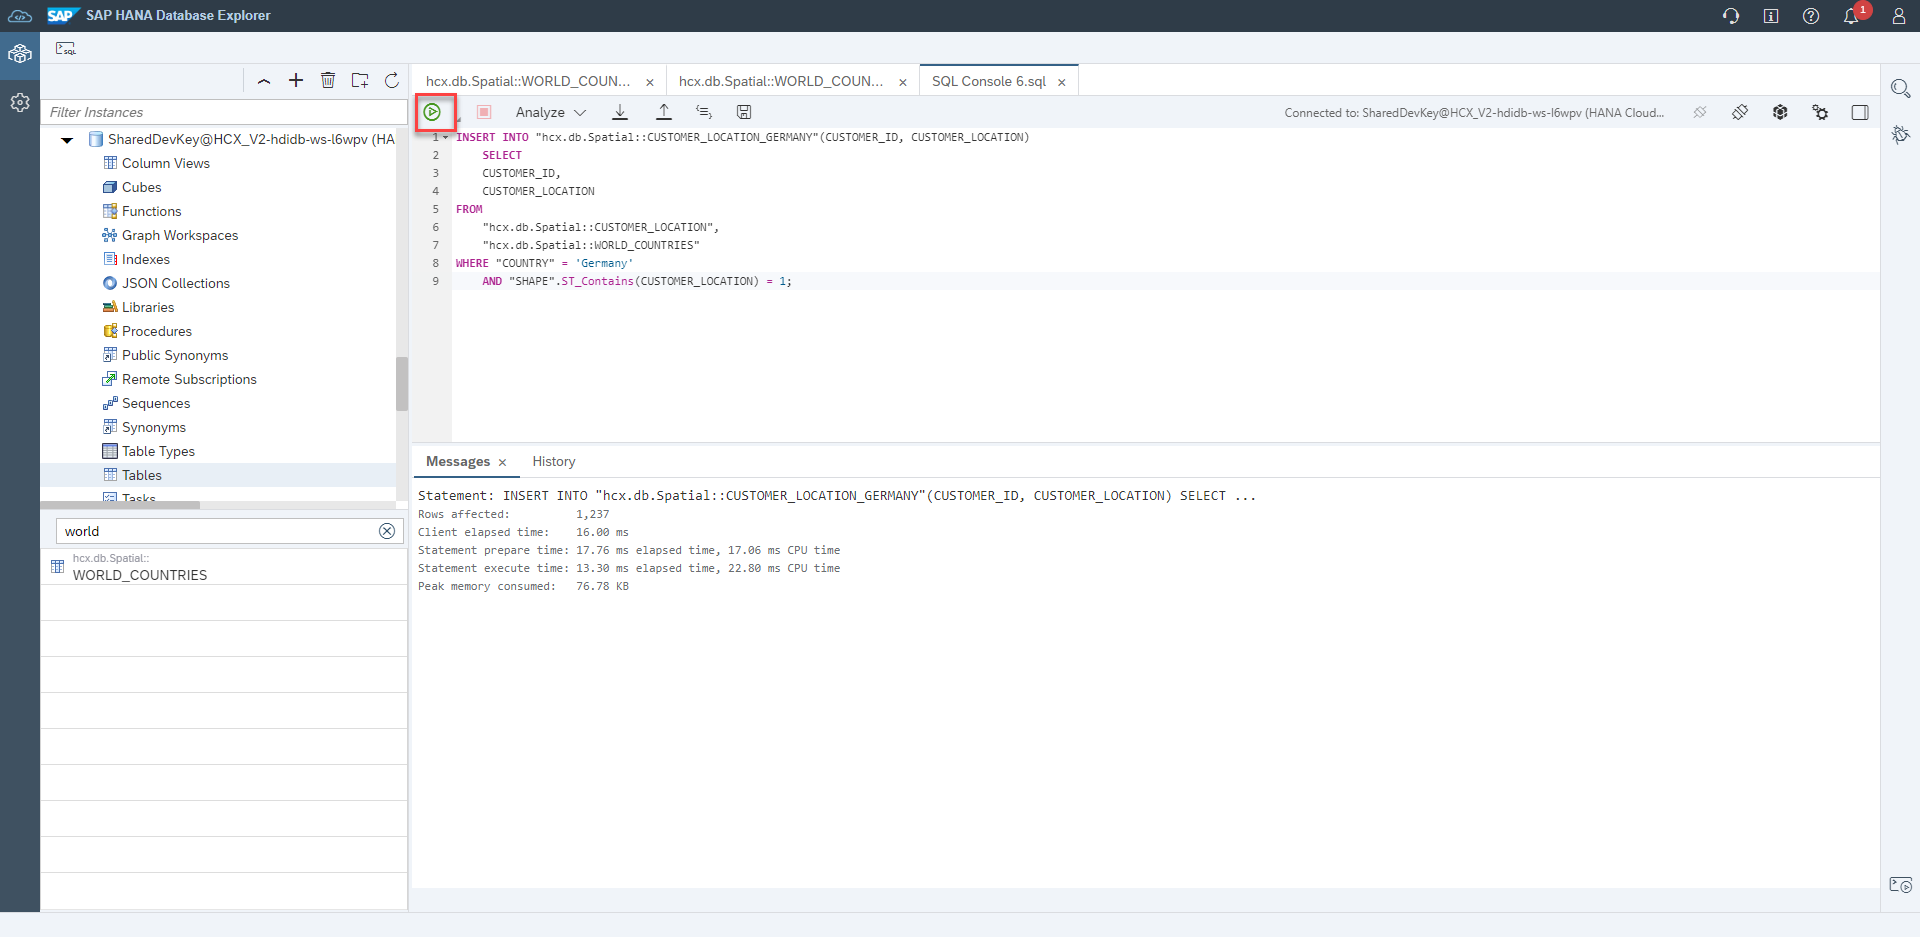 SAP SAP HANA Database Explorer
1
SQL
hcx.db.Spatial::WORLD_COUN...
hcx.db.Spatial::WORLD_COUN...
SQL Console 6.sql
Filter Instances
Analyze
Connected to: SharedDevKey@HCX_V2-hdidb-ws-l6wpv (HANA Cloud...
SharedDevKey@HCX_V2-hdidb-ws-l6wpv (HA
Column Views
Cubes
Functions
Graph Workspaces
Indexes
JSON Collections
Libraries
Procedures
Public Synonyms
Remote Subscriptions
Sequences
Synonyms
Table Types
Tables
Tasks
world
hcx.db.Spatial::
WORLD_COUNTRIES
1 INSERT INTO "hcx.db.Spatial::CUSTOMER_LOCATION_GERMANY"(CUSTOMER_ID, CUSTOMER_LOCATION)
2 SELECT
3 CUSTOMER_ID,
4 CUSTOMER_LOCATION
5 FROM
6 "hcx.db.Spatial::CUSTOMER_LOCATION",
7 "hcx.db.Spatial::WORLD_COUNTRIES"
8 WHERE "COUNTRY" = 'Germany'
9 AND "SHAPE".ST_Contains(CUSTOMER_LOCATION) = 1;
Messages
History
Statement: INSERT INTO "hcx.db.Spatial::CUSTOMER_LOCATION_GERMANY"(CUSTOMER_ID, CUSTOMER_LOCATION) SELECT ...
Rows affected: 1,237
Client elapsed time: 16.00 ms
Statement prepare time: 17.76 ms elapsed time, 17.06 ms CPU time
Statement execute time: 13.30 ms elapsed time, 22.80 ms CPU time
Peak memory consumed: 76.78 KB